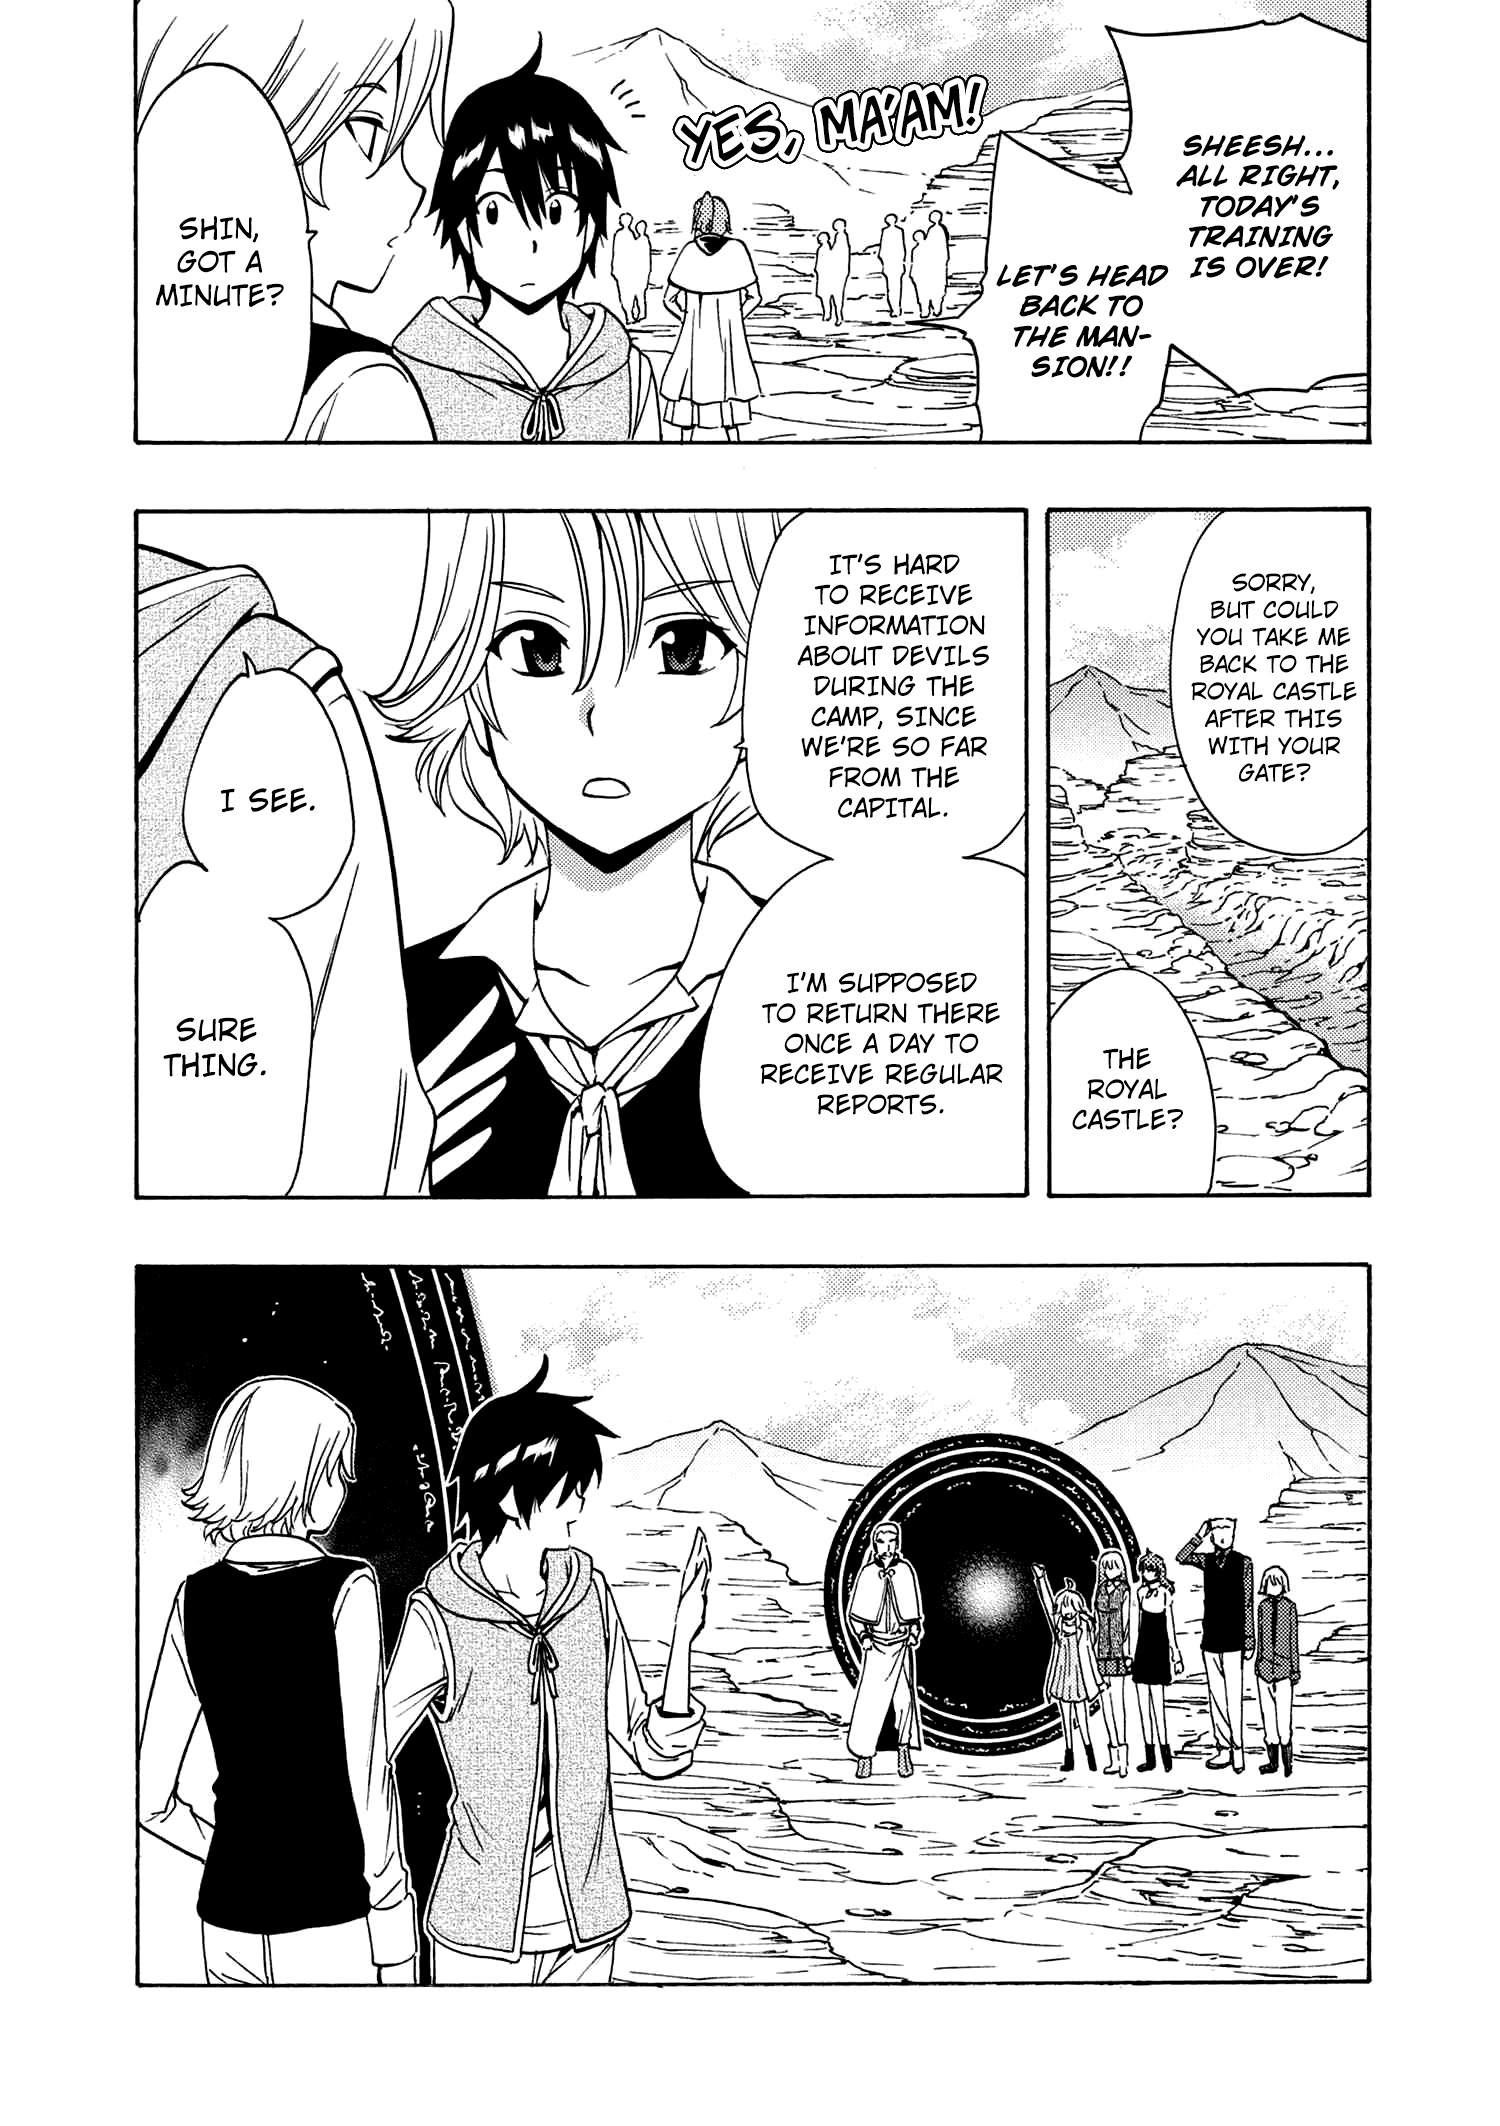 SHEESH...
ALL RIGHT,
TODAY'S
TRAINING
IS OVER!
LET'S HEAD
BACK TO
THE MAN-
SION!!
YES, MA'AM!
SHIN,
GOT A
MINUTE?
SORRY,
BUT COULD
YOU TAKE ME
BACK TO THE
ROYAL CASTLE
AFTER THIS
WITH YOUR
GATE?
THE
ROYAL
CASTLE?
IT'S HARD
TO RECEIVE
INFORMATION
ABOUT DEVILS
DURING THE
CAMP, SINCE
WE'RE SO FAR
FROM THE
CAPITAL.
I'M SUPPOSED
TO RETURN THERE
ONCE A DAY TO
RECEIVE REGULAR
REPORTS.
I SEE.
SURE
THING.